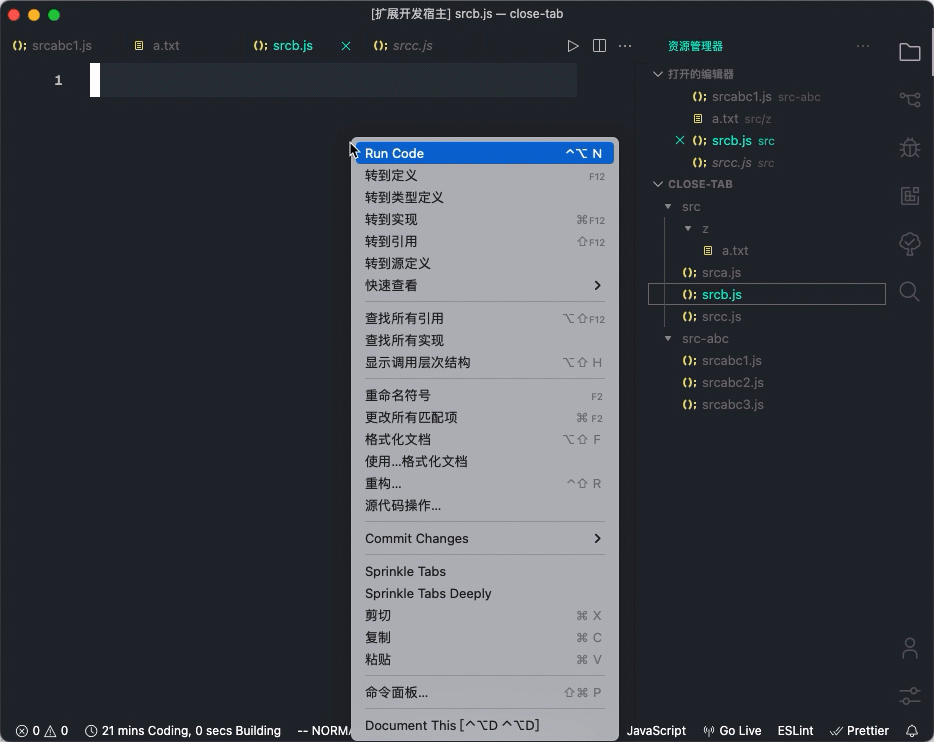 [扩展开发宿主] srcb.js — close-tab
(); srcabc1.js a.txt (); srcb.js (); srcc.js
1
Run Code ^⌥ N
转到定义 F12
转到类型定义
转到实现 ⌘F12
转到引用 ⇧F12
转到源定义
快速查看
查找所有引用 ⌥⇧F12
查找所有实现
显示调用层次结构 ⌥⇧ H
重命名符号 F2
更改所有匹配项 ⌘ F2
格式化文档 ⌥⇧ F
使用...格式化文档
重构... ^⇧ R
源代码操作...
Commit Changes
Sprinkle Tabs
Sprinkle Tabs Deeply
剪切 ⌘ X
复制 ⌘ C
粘贴 ⌘ V
命令面板... ⇧⌘ P
Document This [^⌥D ^⌥D]
资源管理器
打开的编辑器
(); srcabc1.js src-abc
a.txt src/z
(); srcb.js src
(); srcc.js src
CLOSE-TAB
src
z
a.txt
(); srca.js
(); srcb.js
(); srcc.js
src-abc
(); srcabc1.js
(); srcabc2.js
(); srcabc3.js
0 0 21 mins Coding, 0 secs Building -- NORMA JavaScript Go Live ESLint Prettier